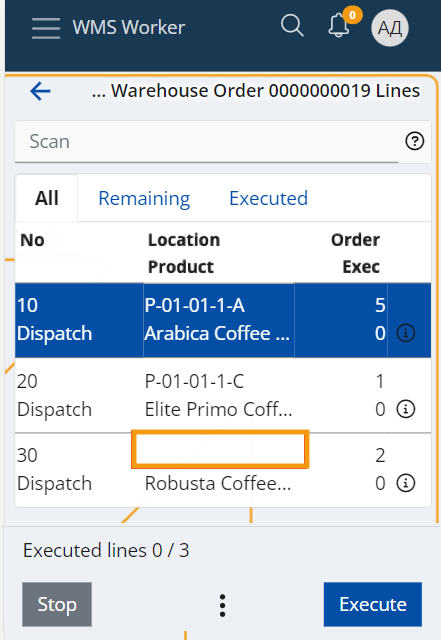 WMS Worker
0
АД
... Warehouse Order 0000000019 Lines
Scan
All Remaining Executed
No Location Order
Product Exec
10 P-01-01-1-A 5
Dispatch Arabica Coffee ... 0
20 P-01-01-1-C 1
Dispatch Elite Primo Coff... 0
30 2
Dispatch Robusta Coffee... 0
Executed lines 0 / 3
Stop Execute